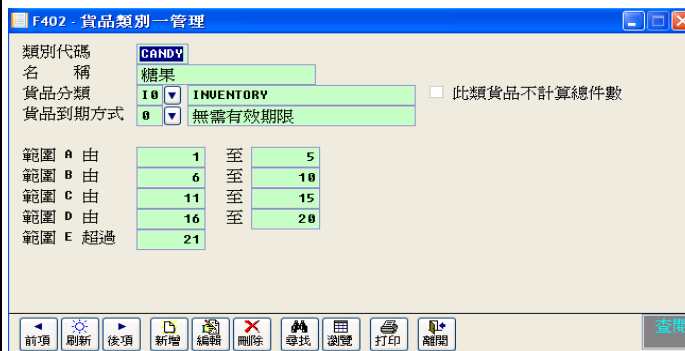 F402 - 貨品類別一管理
類別代碼 CANDY
名 稱 糖果
貨品分類 I0 INVENTORY 此類貨品不計算總件數
貨品到期方式 0 無需有效期限
範圍 A 由 1 至 5
範圍 B 由 6 至 10
範圍 C 由 11 至 15
範圍 D 由 16 至 20
範圍 E 超過 21
前項 刷新 後項 新增 編輯 刪除 尋找 瀏覽 打印 離開 查閱